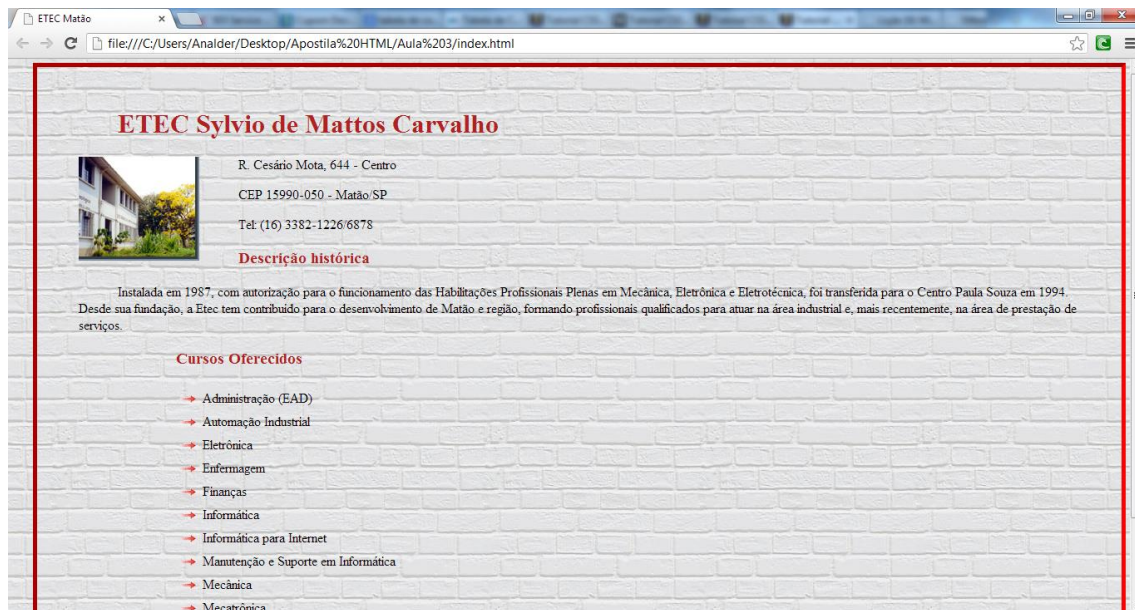 ETEC Matão
file:///C:/Users/Analder/Desktop/Apostila%20HTML/Aula%203/index.html
ETEC Sylvio de Mattos Carvalho
R. Cesário Mota, 644 - Centro
CEP 15990-050 - Matão/SP
Tel: (16) 3382-1226/6878
Descrição histórica
Instalada em 1987, com autorização para o funcionamento das Habilitações Profissionais Plenas em Mecânica, Eletrônica e Eletrotécnica, foi transferida para o Centro Paula Souza em 1994.
Desde sua fundação, a Etec tem contribuido para o desenvolvimento de Matão e região, formando profissionais qualificados para atuar na área industrial e, mais recentemente, na área de prestação de
serviços.
Cursos Oferecidos
Administração (EAD)
Automação Industrial
Eletrônica
Enfermagem
Finanças
Informática
Informática para Internet
Manutenção e Suporte em Informática
Mecânica
Mecatrônica